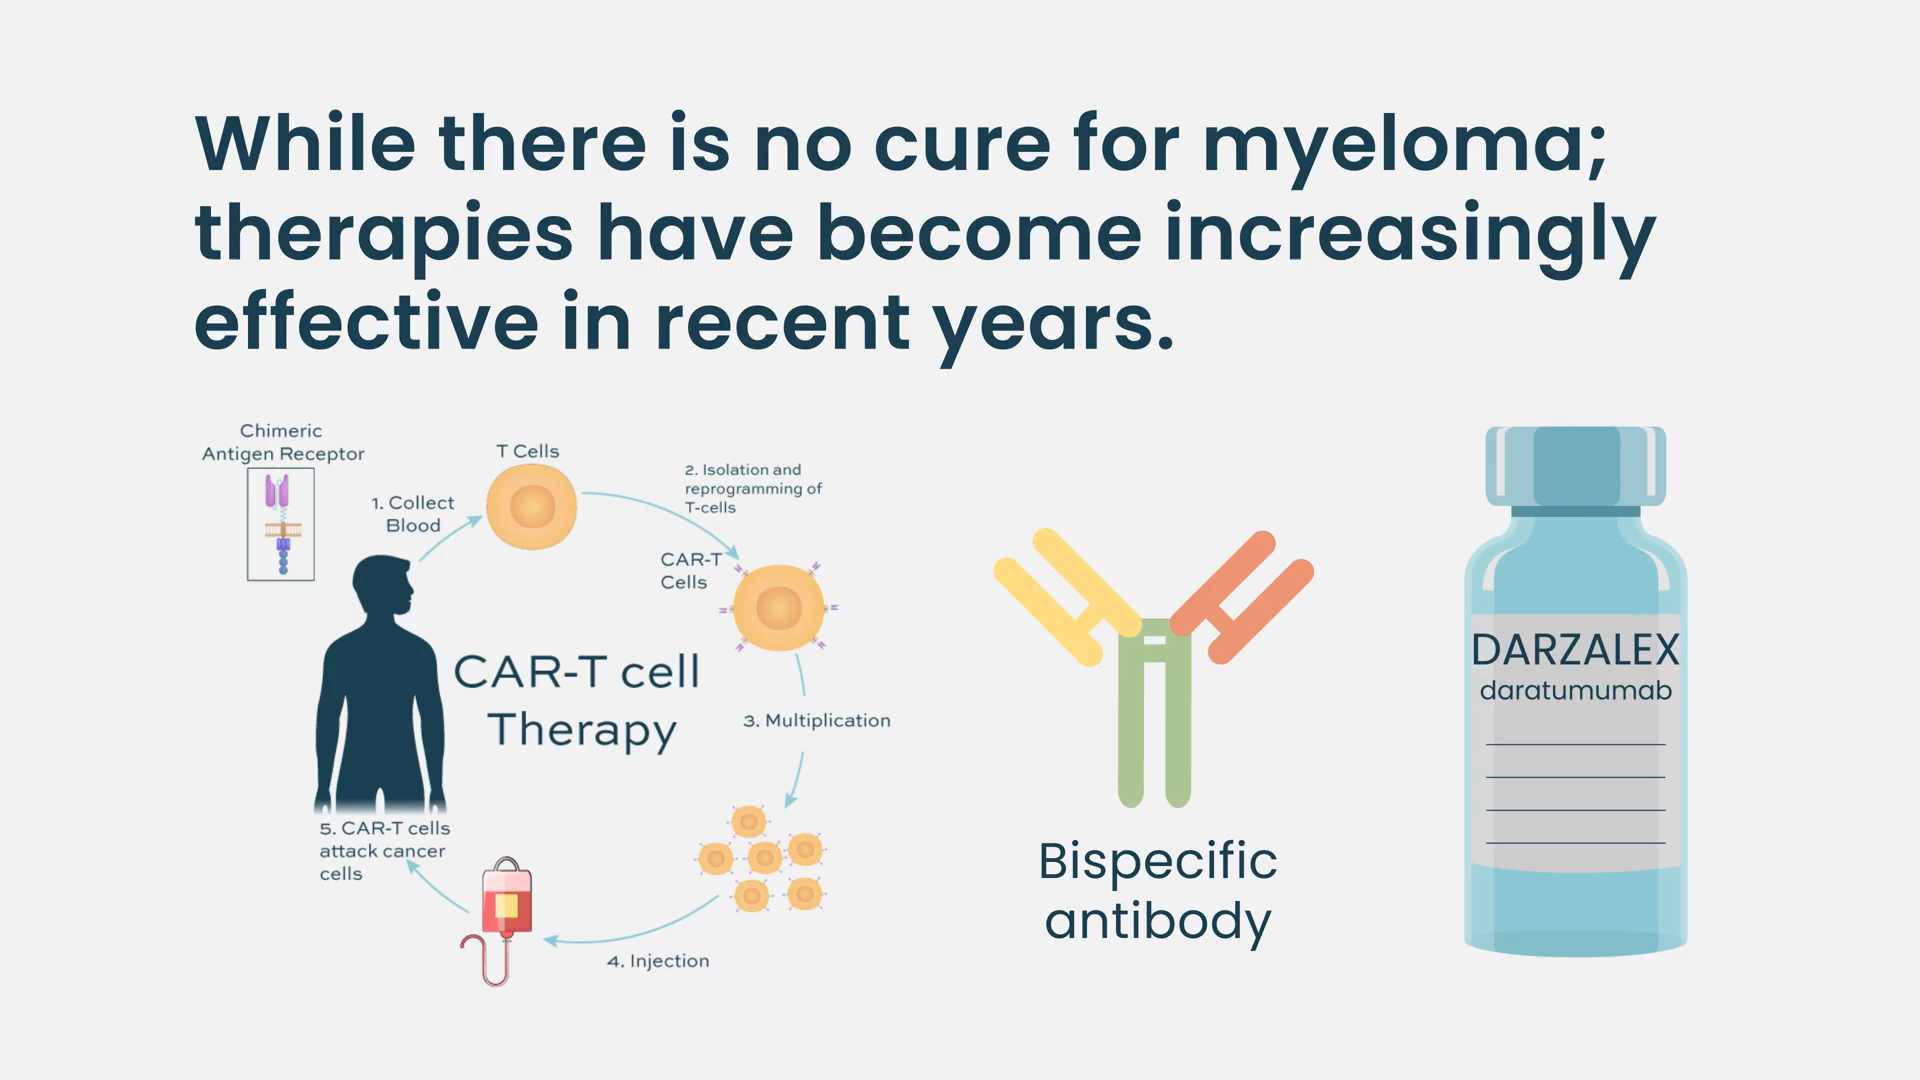 While there is no cure for myeloma;
therapies have become increasingly
effective in recent years.
Chimeric
Antigen Receptor
T Cells
1. Collect
Blood
2. Isolation and
reprogramming of
T-cells
CAR-T
Cells
CAR-T cell
Therapy
3. Multiplication
5. CAR-T cells
attack cancer
cells
4. Injection
Bispecific
antibody
DARZALEX
daratumumab